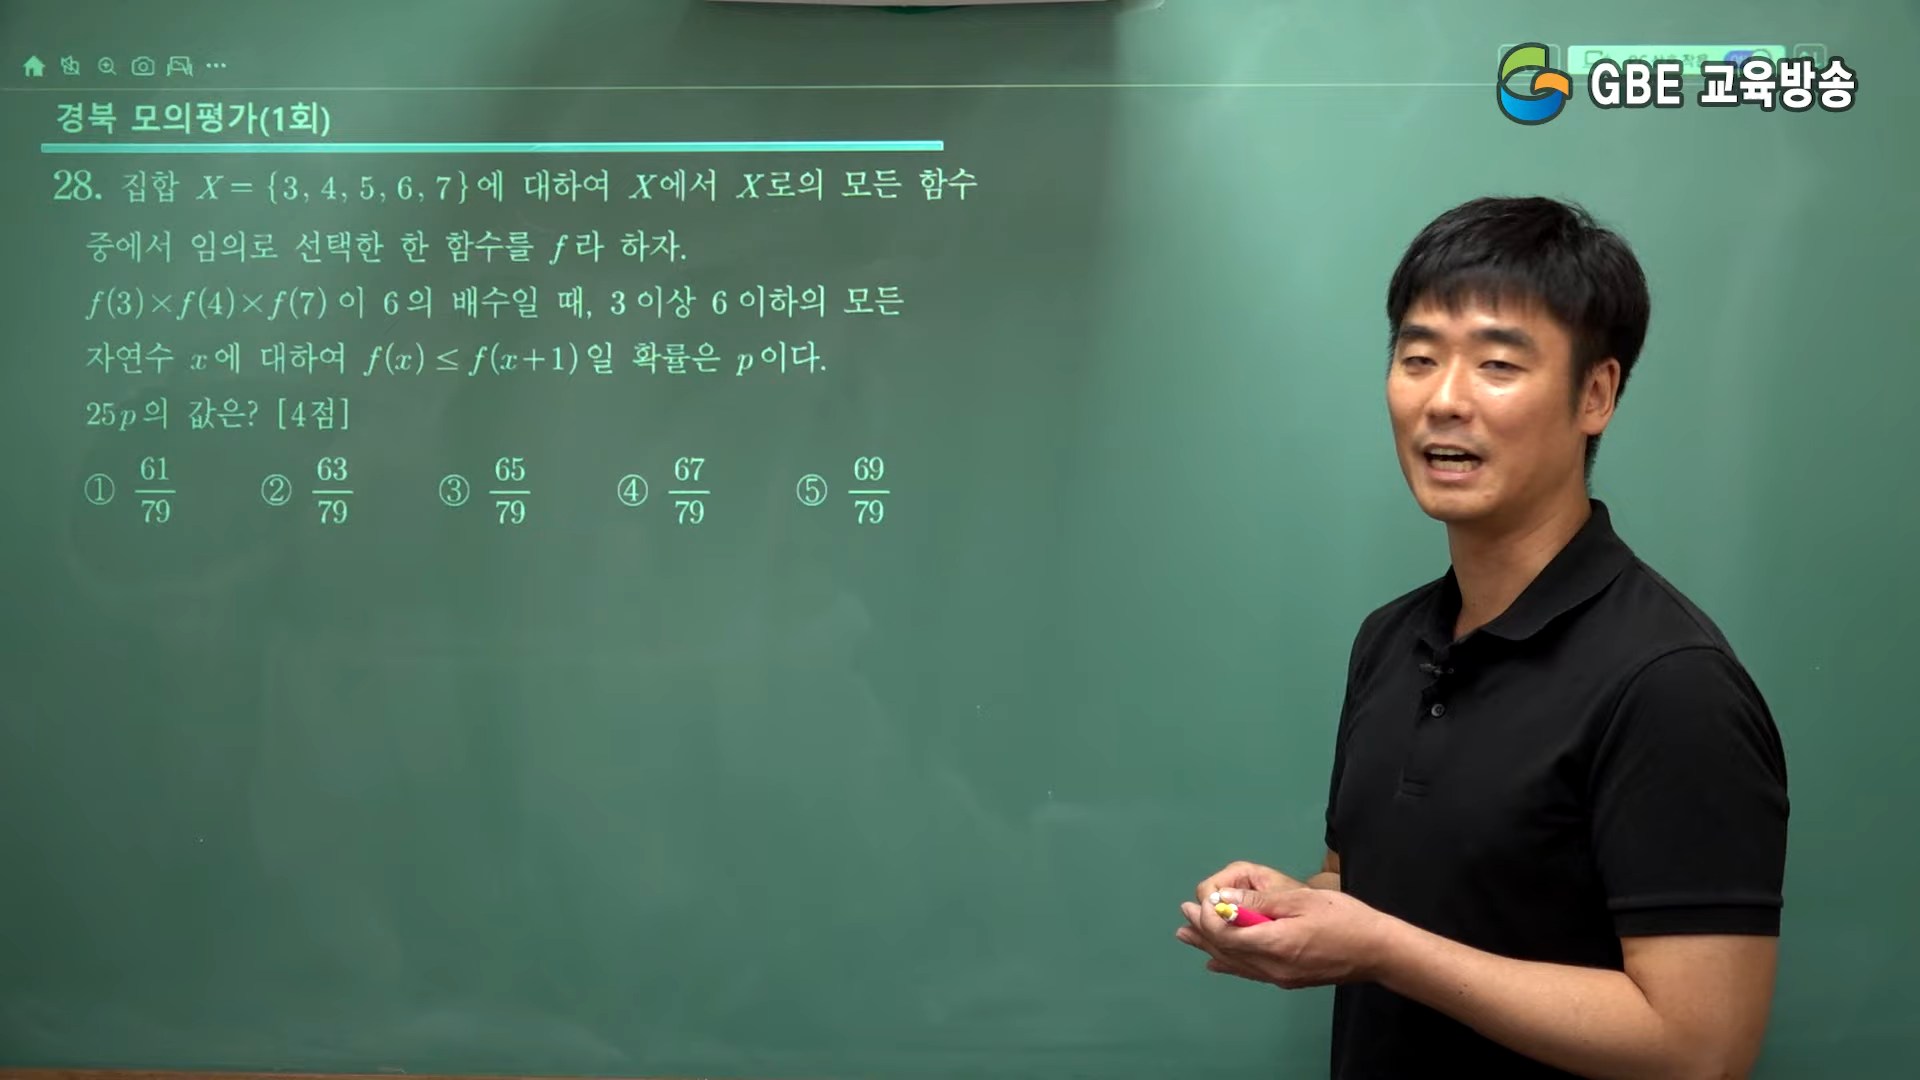 GBE 교육방송
경북 모의평가(1회)
28. 집합 X = {3, 4, 5, 6, 7}에 대하여 X에서 X로의 모든 함수
중에서 임의로 선택한 한 함수를 f라 하자.
f(3)×f(4)×f(7)이 6의 배수일 때, 3이상 6이하의 모든
자연수 x에 대하여 f(x) ≤ f(x+1)일 확률은 p이다.
25p의 값은? [4점]
① 61/79 ② 63/79 ③ 65/79 ④ 67/79 ⑤ 69/79